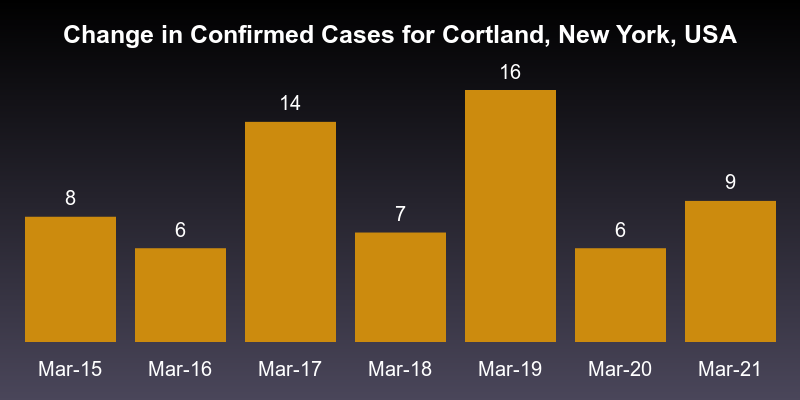 Change in Confirmed Cases for Cortland, New York, USA
8
6
14
7
16
6
9
Mar-15
Mar-16
Mar-17
Mar-18
Mar-19
Mar-20
Mar-21